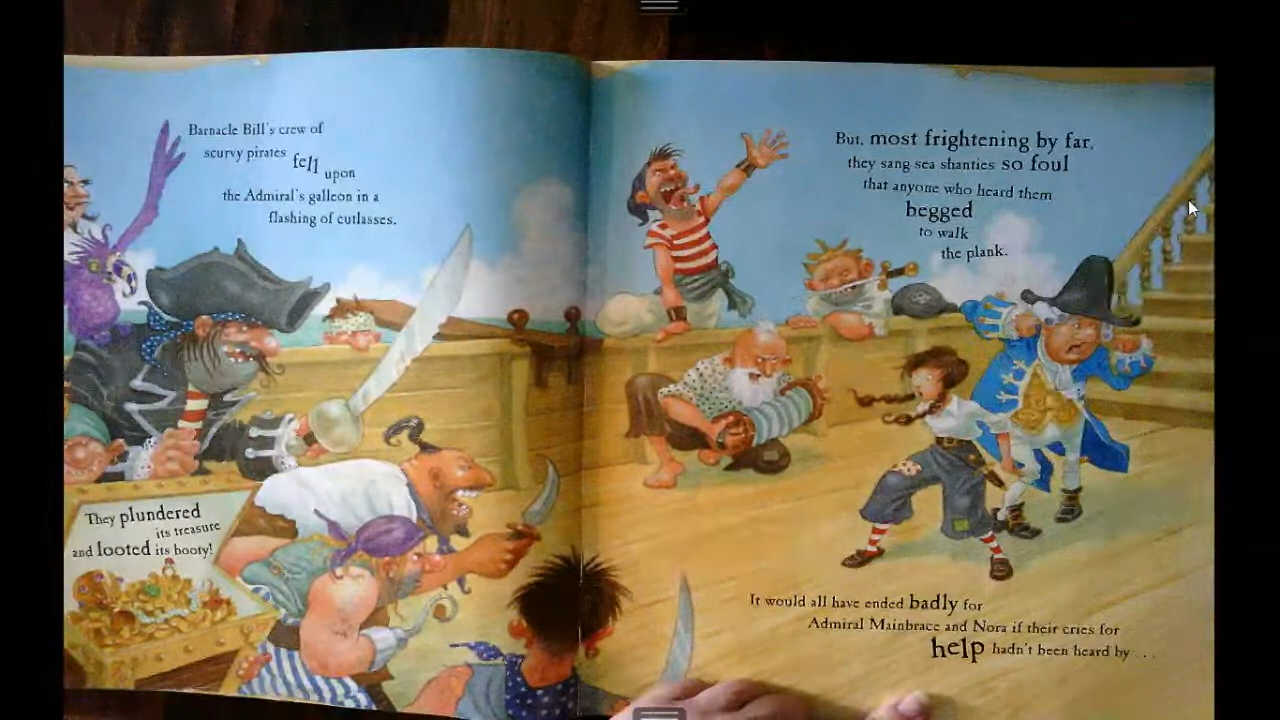 Barnacle Bill's crew of
scurvy pirates fell upon
the Admiral's galleon in a
flashing of cutlasses.
They plundered
its treasure
and looted its booty!
But, most frightening by far,
they sang sea shanties so foul
that anyone who heard them
begged
to walk
the plank.
It would all have ended badly for
Admiral Mainbrace and Nora if their cries for
help hadn't been heard by . . .